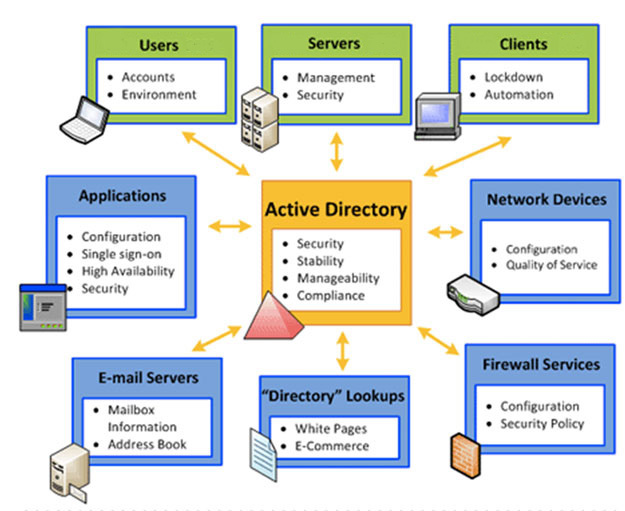 Users
• Accounts
• Environment
Servers
• Management
• Security
Clients
• Lockdown
• Automation
Applications
• Configuration
• Single sign-on
• High Availability
• Security
Active Directory
• Security
• Stability
• Manageability
• Compliance
Network Devices
• Configuration
• Quality of Service
E-mail Servers
• Mailbox
Information
• Address Book
“Directory” Lookups
• White Pages
• E-Commerce
Firewall Services
• Configuration
• Security Policy